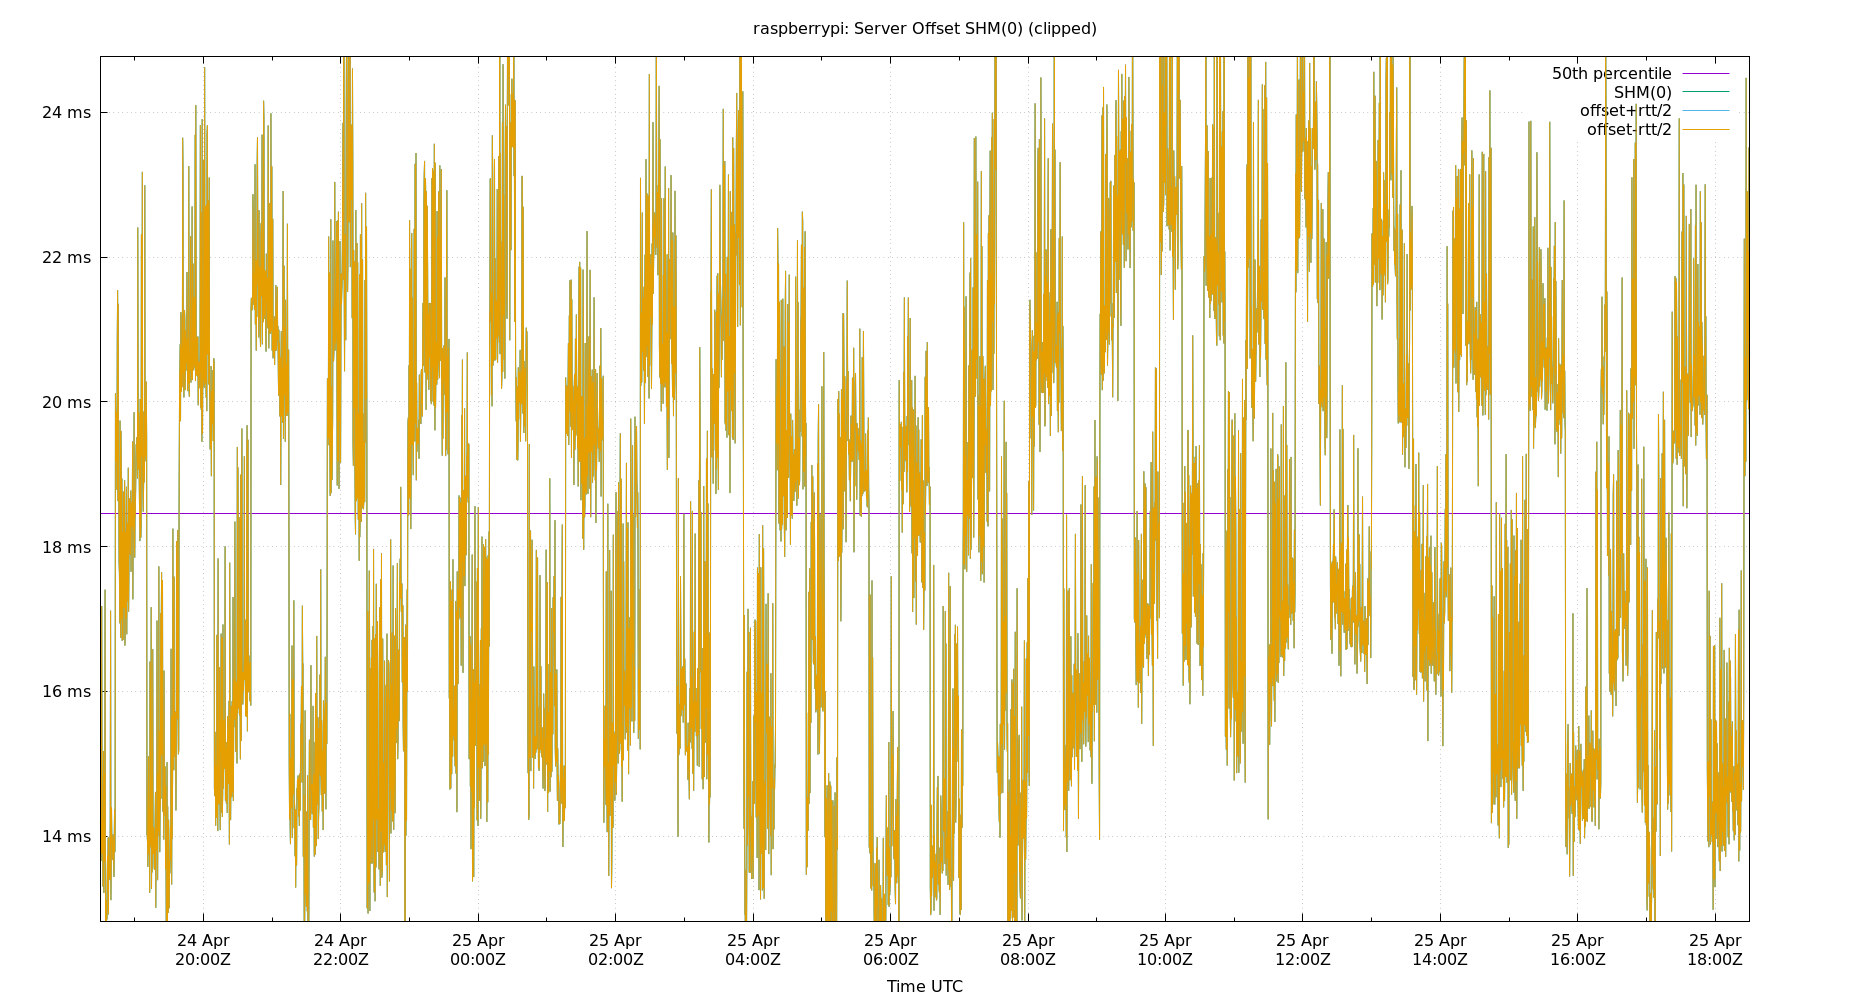 raspberrypi: Server Offset SHM(0) (clipped)
50th percentile
SHM(0)
offset+rtt/2
offset-rtt/2
24 ms
22 ms
20 ms
18 ms
16 ms
14 ms
24 Apr 24 Apr 25 Apr 25 Apr 25 Apr 25 Apr 25 Apr 25 Apr 25 Apr 25 Apr 25 Apr 25 Apr
20:00Z 22:00Z 00:00Z 02:00Z 04:00Z 06:00Z 08:00Z 10:00Z 12:00Z 14:00Z 16:00Z 18:00Z
Time UTC